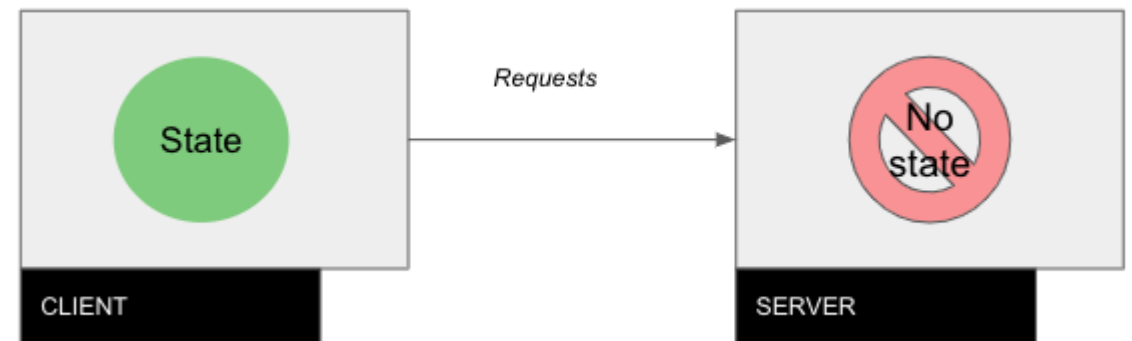 State
Requests
No
state
CLIENT
SERVER